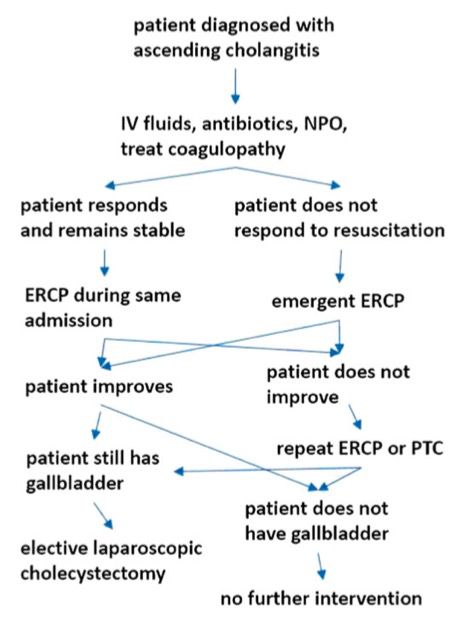 patient diagnosed with
ascending cholangitis
IV fluids, antibiotics, NPO,
treat coagulopathy
patient responds
and remains stable
patient does not
respond to resuscitation
ERCP during same
admission
emergent ERCP
patient improves
patient does not
improve
repeat ERCP or PTC
patient still has
gallbladder
patient does not
have gallbladder
elective laparoscopic
cholecystectomy
no further intervention